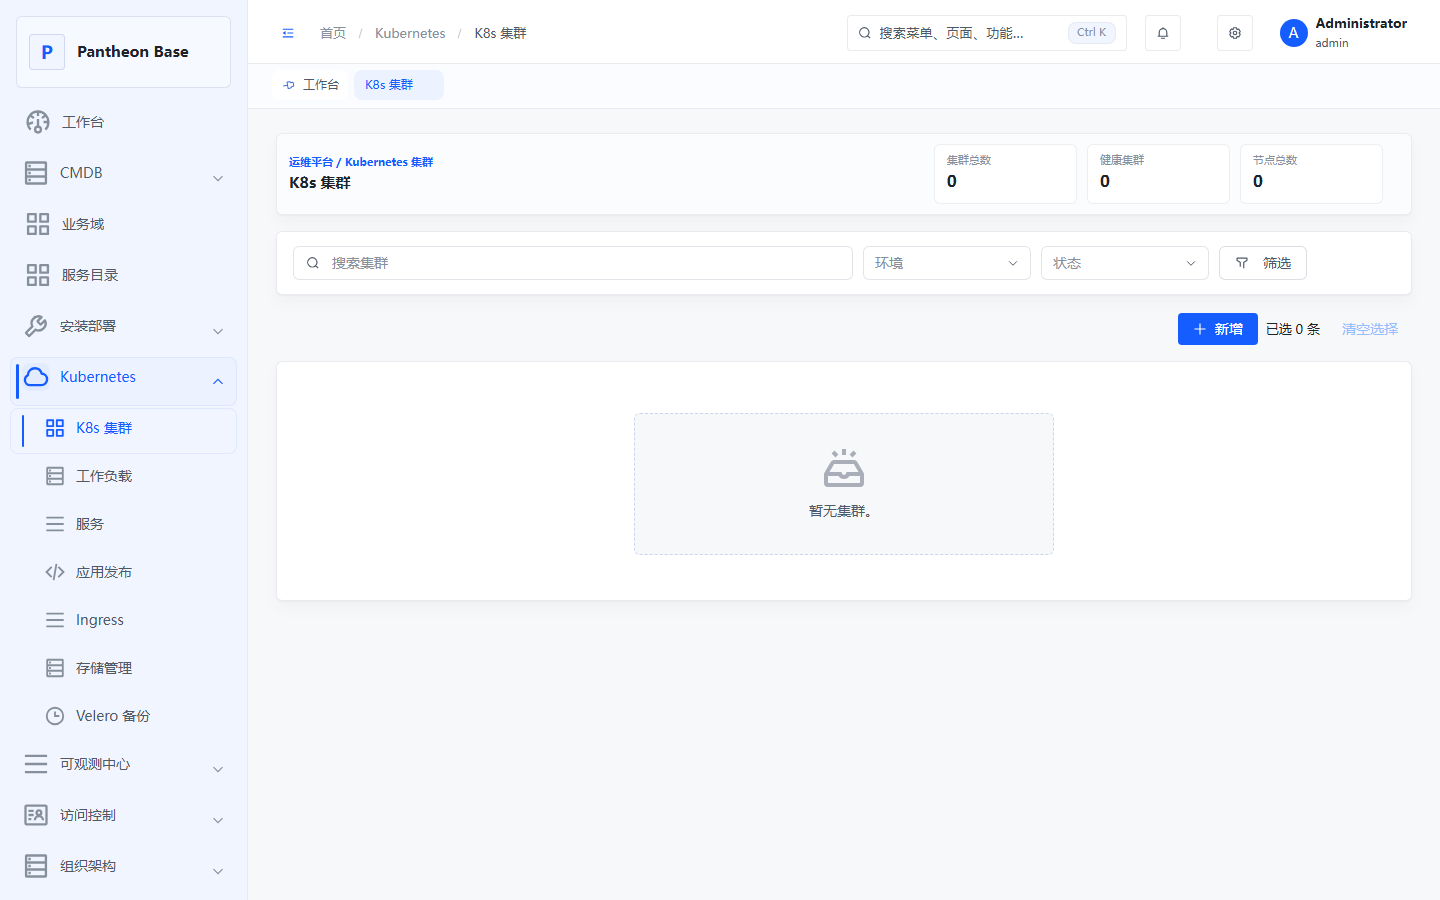 P Pantheon Base
工作台
CMDB
业务域
服务目录
安装部署
Kubernetes
K8s 集群
工作负载
服务
应用发布
Ingress
存储管理
Velero 备份
可观测中心
访问控制
组织架构
首页 / Kubernetes / K8s 集群
搜索菜单、页面、功能... Ctrl K
A Administrator
admin
工作台 K8s 集群
运维平台 / Kubernetes 集群
K8s 集群
集群总数
0
健康集群
0
节点总数
0
搜索集群 环境 状态 筛选
新增 已选 0 条 清空选择
暂无集群。